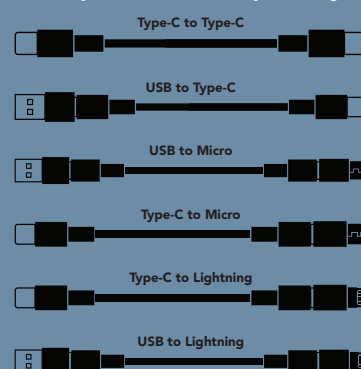 Type-C to Type-C
USB to Type-C
USB to Micro
Type-C to Micro
Type-C to Lightning
USB to Lightning